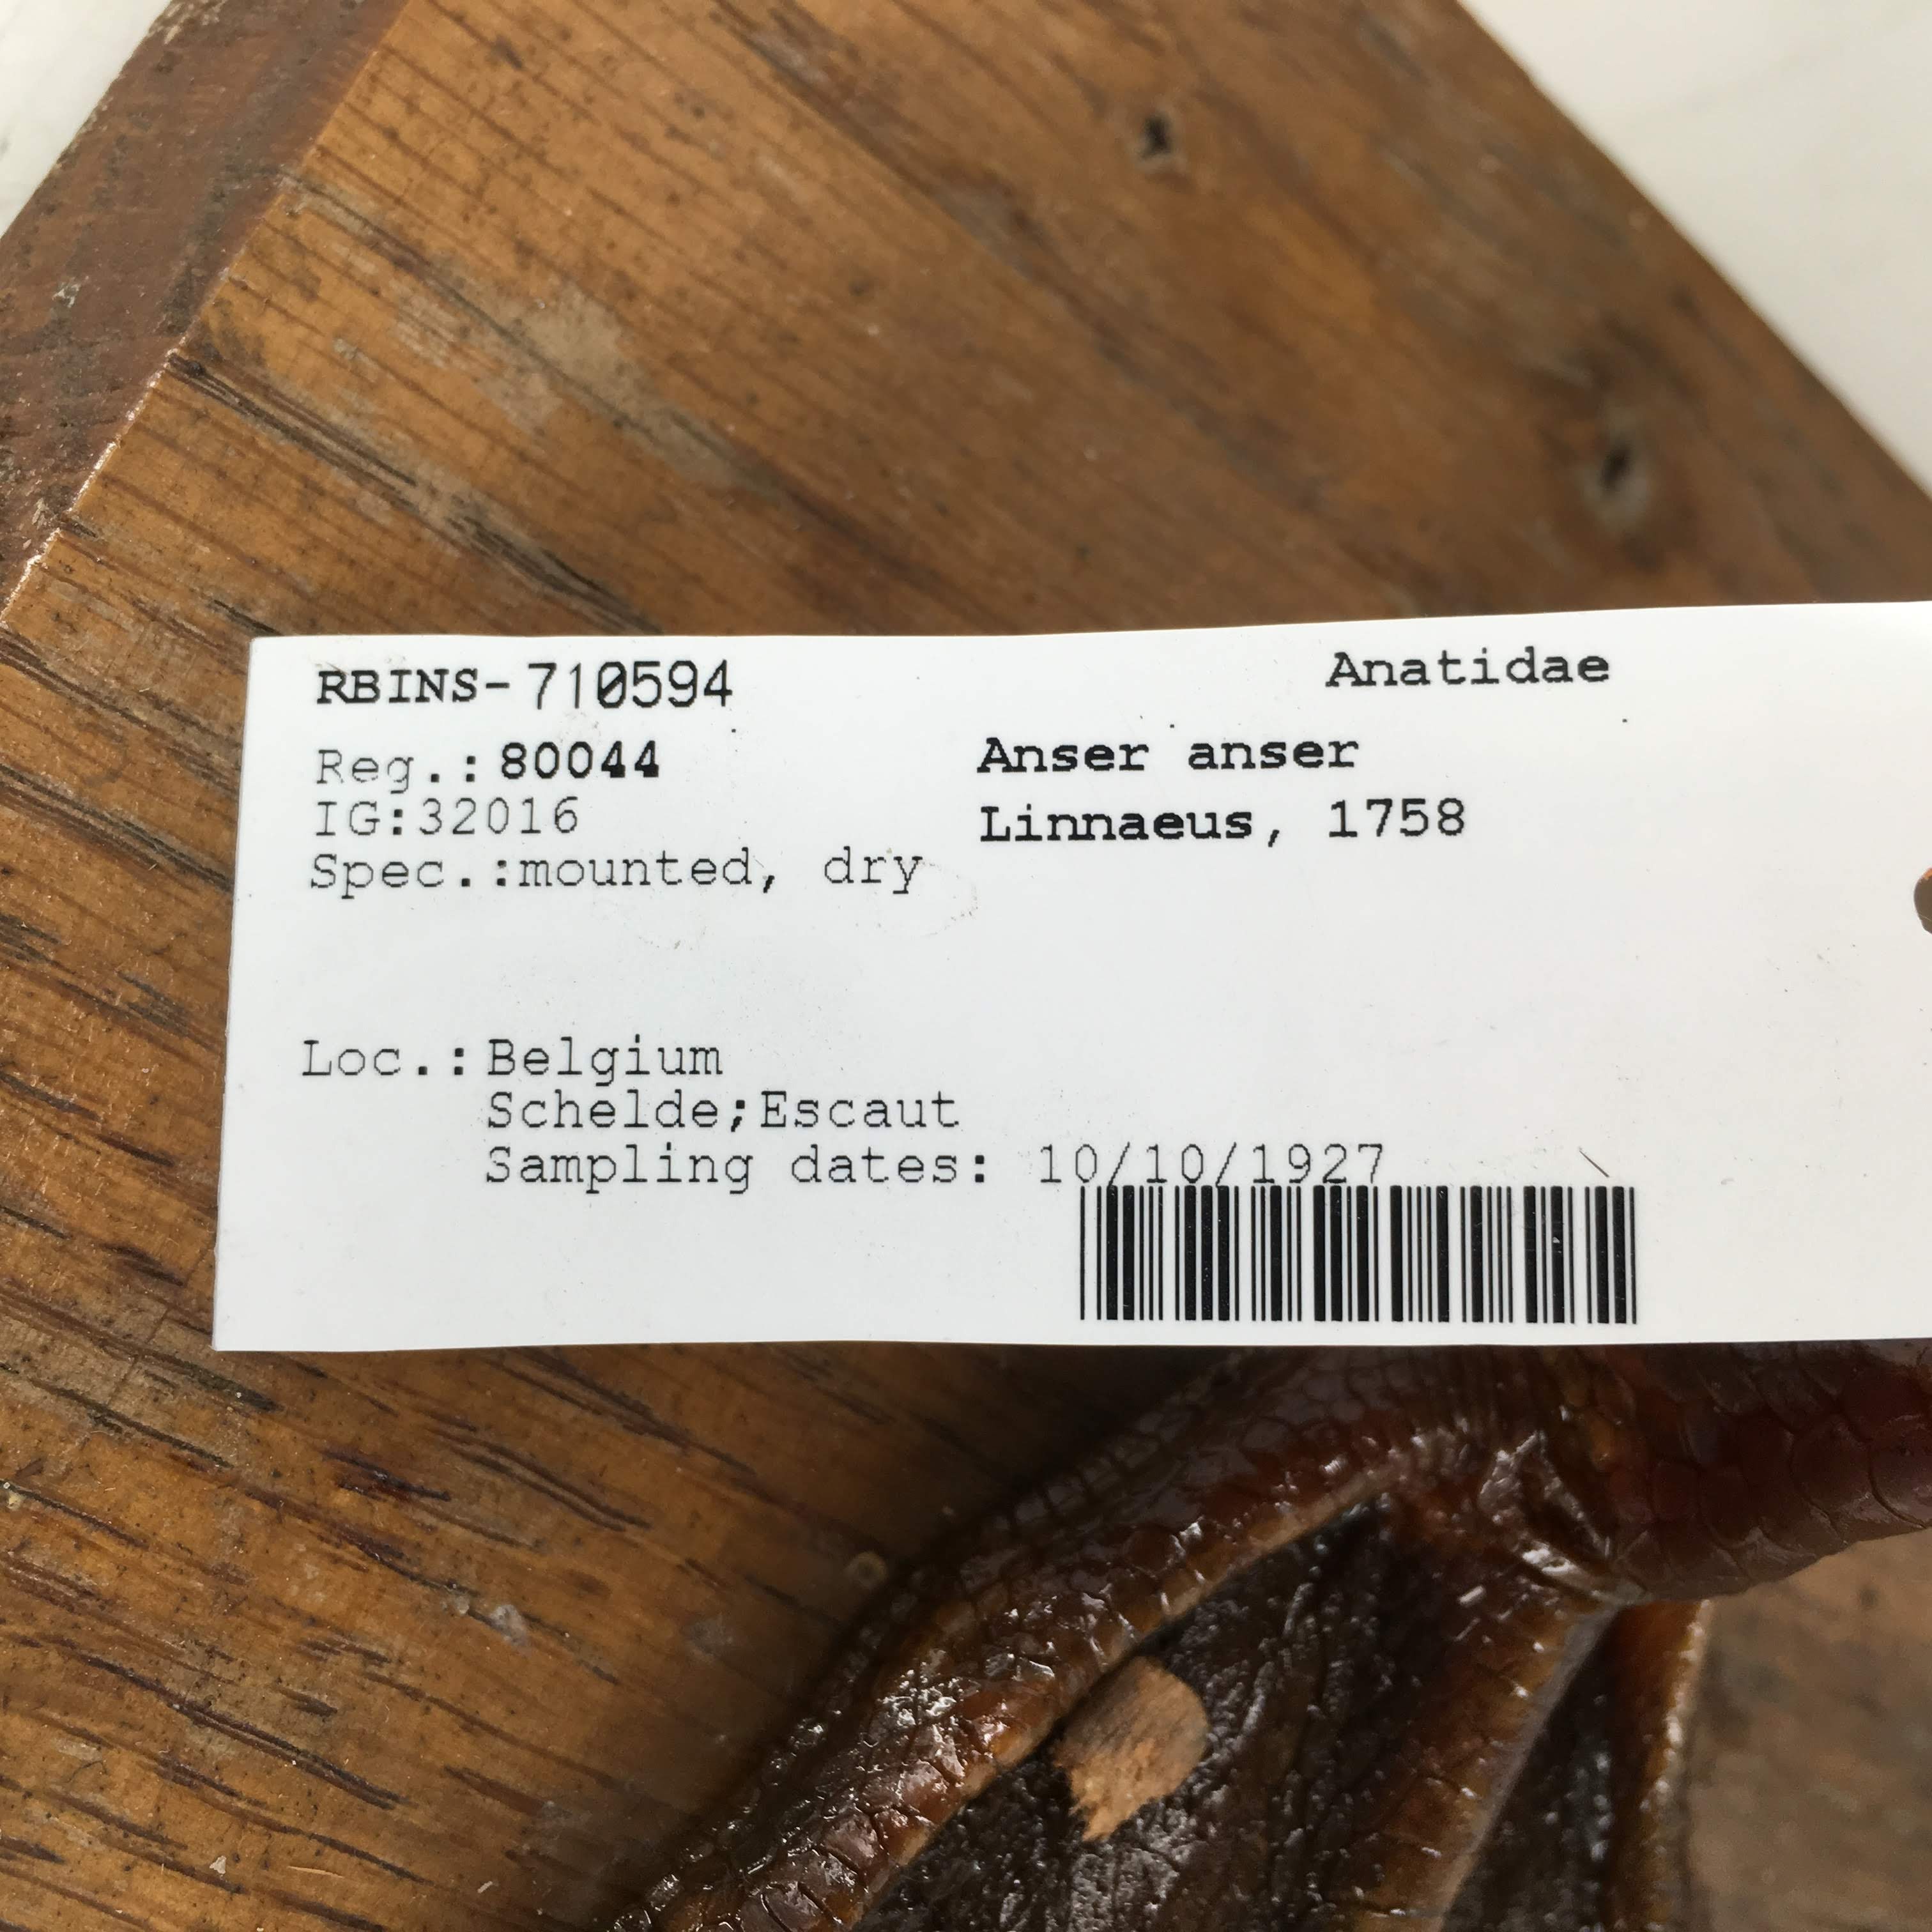 RBINS-710594
Anatidae
Reg.:80044
IG:32016
Spec.:mounted, dry
Anser anser
Linnaeus, 1758
Loc.:Belgium
Schelde;Escaut
Sampling dates: 10/10/1927